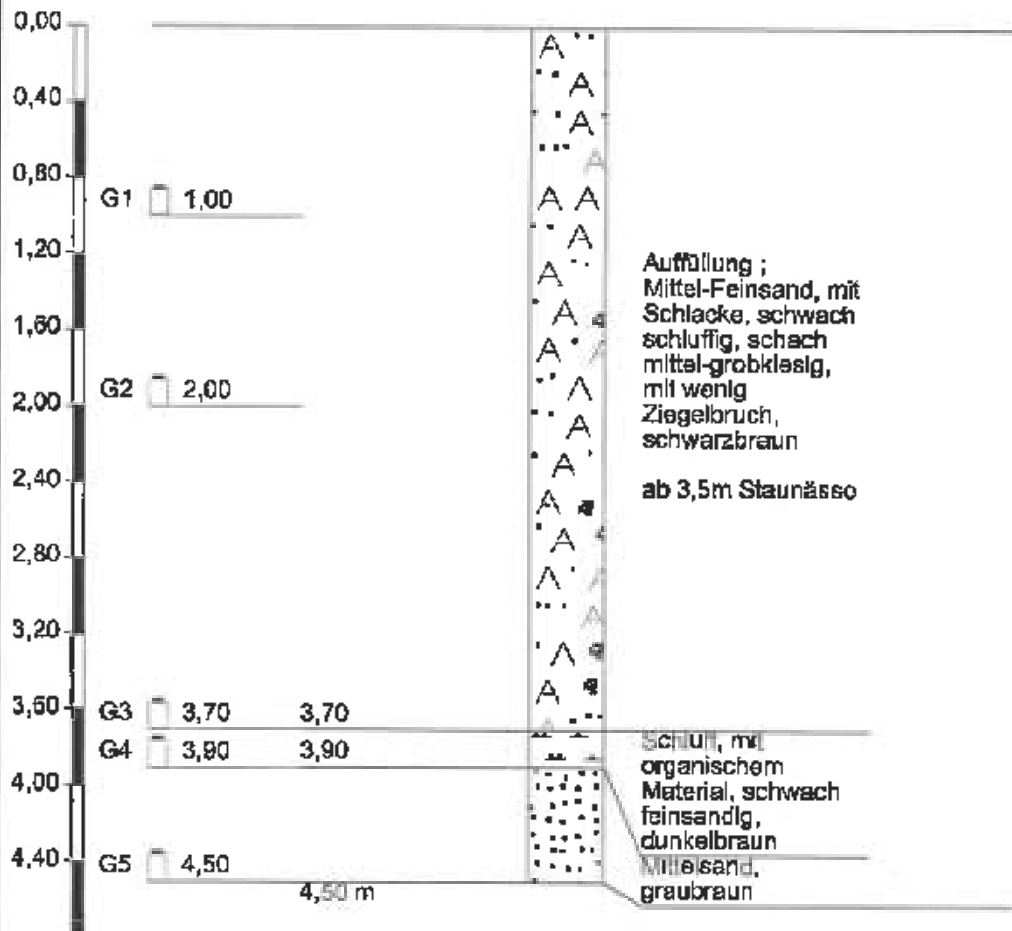 0,00
0,40
0,80
G1 1,00
1,20
1,60
G2 2,00
2,00
2,40
2,80
3,20
3,60
G3 3,70 3,70
G4 3,90 3,90
4,00
4,40
G5 4,50
4,50 m
Auffüllung ;
Mittel-Feinsand, mit
Schlacke, schwach
schluffig, schach
mittel-grobkiesig,
mit wenig
Ziegelbruch,
schwarzbraun
ab 3,5m Staunässe
Schluff, mit
organischem
Material, schwach
feinsandig,
dunkelbraun
Mittelsand,
graubraun